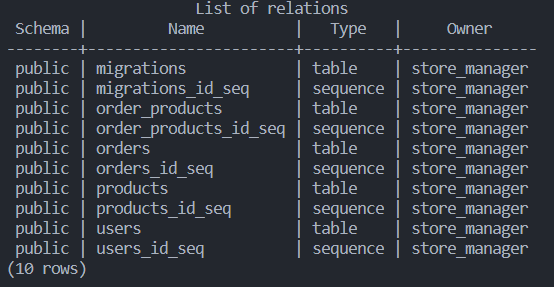 List of relations
Schema | Name | Type | Owner
--------+-----------------------+----------+---------------
public | migrations | table | store_manager
public | migrations_id_seq | sequence | store_manager
public | order_products | table | store_manager
public | order_products_id_seq | sequence | store_manager
public | orders | table | store_manager
public | orders_id_seq | sequence | store_manager
public | products | table | store_manager
public | products_id_seq | sequence | store_manager
public | users | table | store_manager
public | users_id_seq | sequence | store_manager
(10 rows)